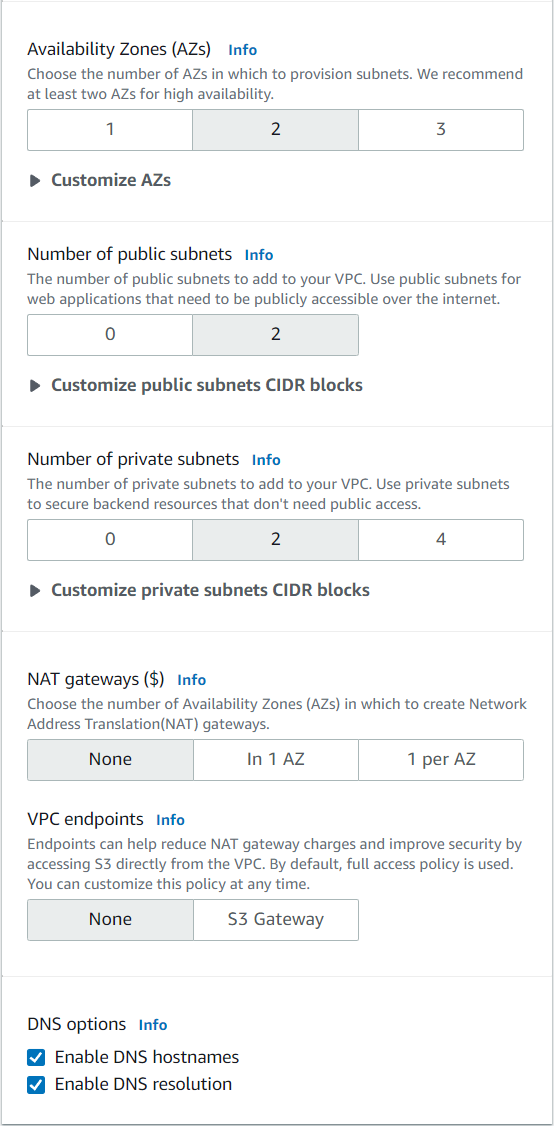 Availability Zones (AZs) Info
Choose the number of AZs in which to provision subnets. We recommend
at least two AZs for high availability.
1 2 3
Customize AZs
Number of public subnets Info
The number of public subnets to add to your VPC. Use public subnets for
web applications that need to be publicly accessible over the internet.
0 2
Customize public subnets CIDR blocks
Number of private subnets Info
The number of private subnets to add to your VPC. Use private subnets
to secure backend resources that don't need public access.
0 2 4
Customize private subnets CIDR blocks
NAT gateways ($) Info
Choose the number of Availability Zones (AZs) in which to create Network
Address Translation(NAT) gateways.
None In 1 AZ 1 per AZ
VPC endpoints Info
Endpoints can help reduce NAT gateway charges and improve security by
accessing S3 directly from the VPC. By default, full access policy is used.
You can customize this policy at any time.
None S3 Gateway
DNS options Info
Enable DNS hostnames
Enable DNS resolution